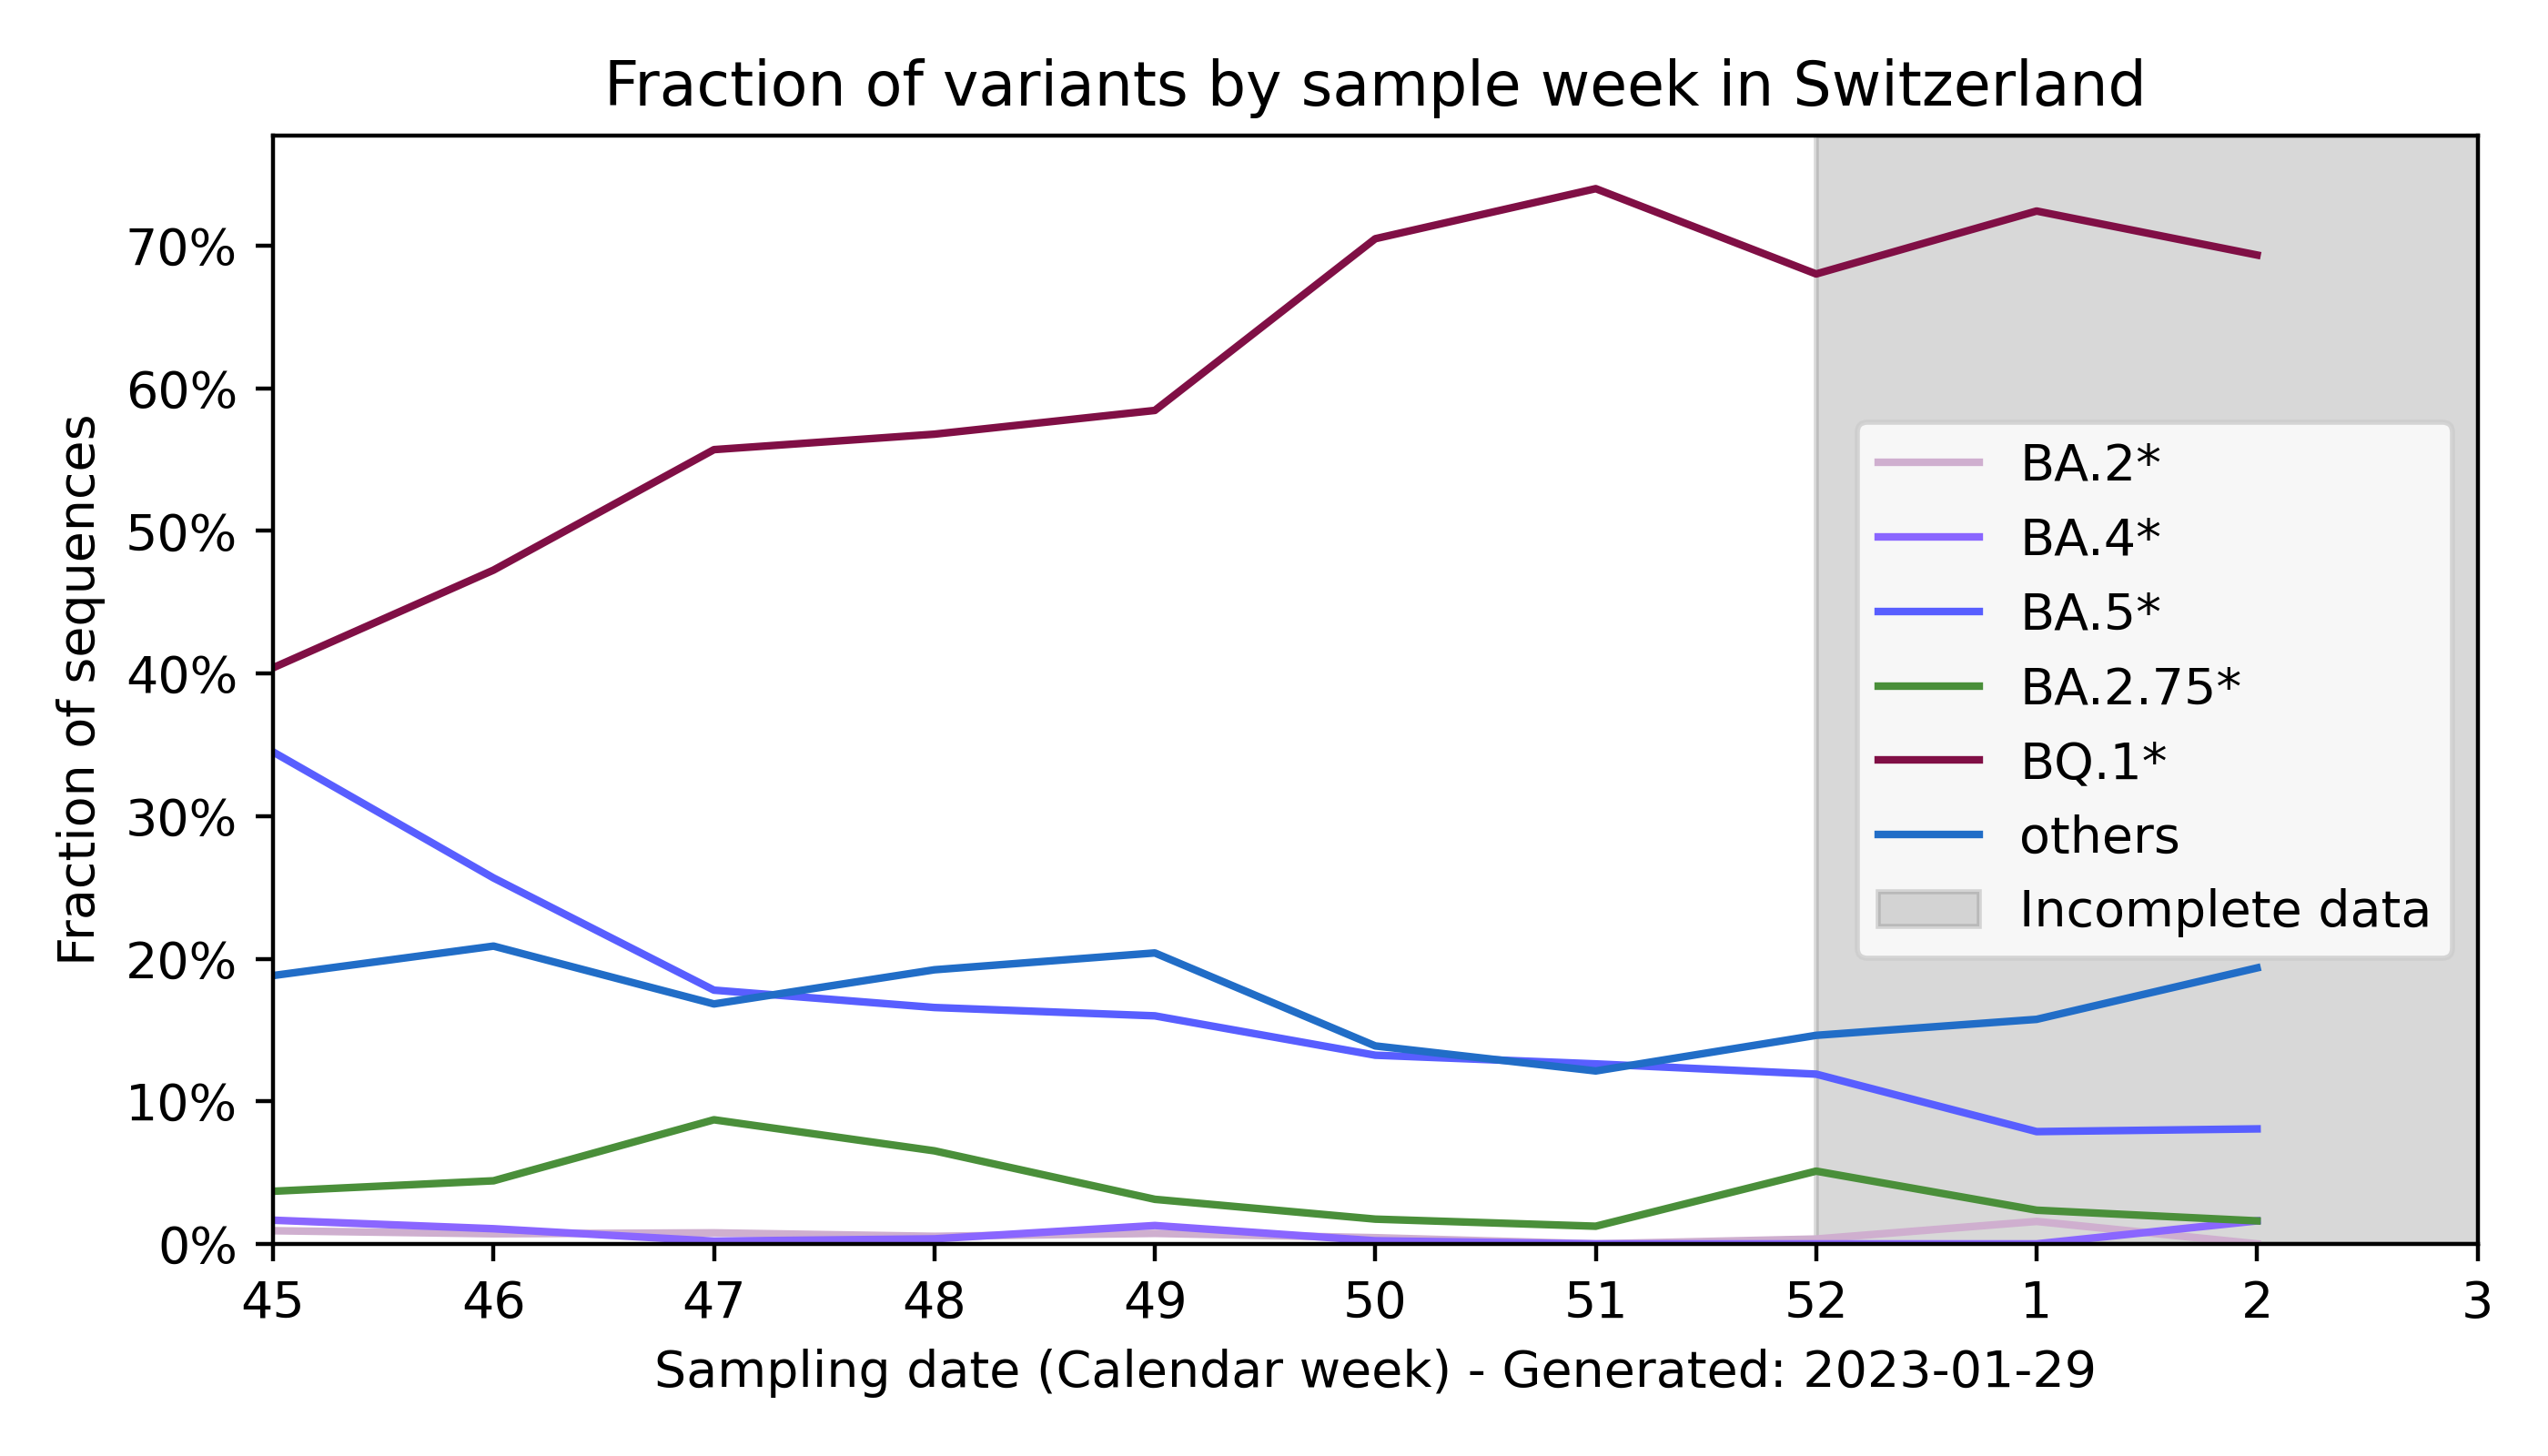 Fraction of variants by sample week in Switzerland
Fraction of sequences
70%
60%
50%
40%
30%
20%
10%
0%
BA.2*
BA.4*
BA.5*
BA.2.75*
BQ.1*
others
Incomplete data
45 46 47 48 49 50 51 52 1 2 3
Sampling date (Calendar week) - Generated: 2023-01-29